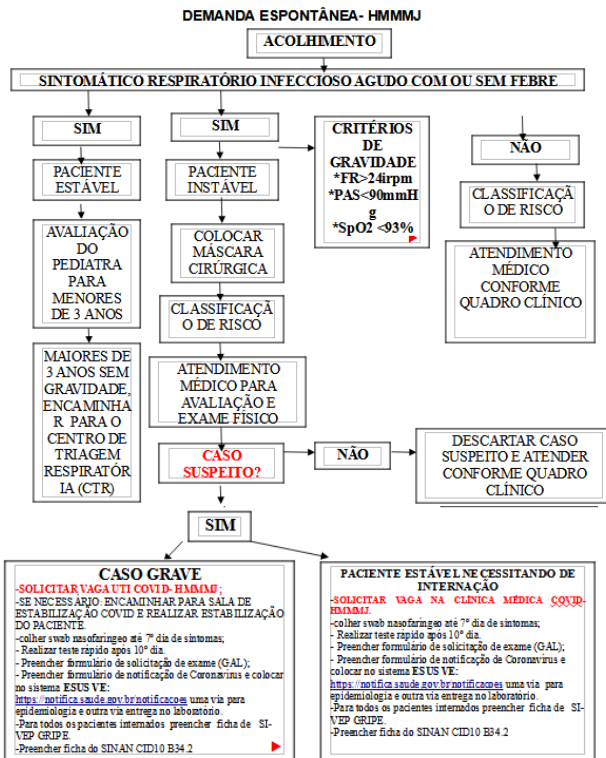 DEMANDA ESPONTÂNEA- HMMMJ
ACOLHIMENTO
SINTOMÁTICO RESPIRATÓRIO INFECCIOSO AGUDO COM OU SEM FEBRE
SIM
PACIENTE
ESTÁVEL
AVALIAÇÃO
DO
PEDIATRA
PARA
MENORES
DE 3 ANOS
MAIORES DE
3 ANOS SEM
GRAVIDADE,
ENCAMINHA
R PARA O
CENTRO DE
TRIAGEM
RESPIRATÓR
IA (CTR)
SIM
PACIENTE
INSTÁVEL
COLOCAR
MÁSCARA
CIRÚRGICA
CLASSIFICAÇÃ
O DE RISCO
ATENDIMENTO
MÉDICO PARA
AVALIAÇÃO E
EXAME FÍSICO
CASO
SUSPEITO?
CRITÉRIOS
DE
GRAVIDADE
*FR>24irpm
*PAS<90mmH
g
*SpO2 <93%
NÃO
CLASSIFICAÇÃ
O DE RISCO
ATENDIMENTO
MÉDICO
CONFORME
QUADRO CLÍNICO
NÃO
DESCARTAR CASO
SUSPEITO E ATENDER
CONFORME QUADRO
CLÍNICO
SIM
CASO GRAVE
-SOLICITAR VAGA UTI COVID- HMMMJ;
-SE NECESSÁRIO: ENCAMINHAR PARA SALA DE
ESTABILIZAÇÃO COVID E REALIZAR ESTABILIZAÇÃO
DO PACIENTE.
-colher swab nasofaríngeo até 7º dia de sintomas;
- Realizar teste rápido após 10º dia.
- Preencher formulário de solicitação de exame (GAL);
- Preencher formulário de notificação de Coronavirus e colocar
no sistema ESUS VE:
https://notifica.saude.gov.br/notificacoes uma via para
epidemiologia e outra via entrega no laboratório.
-Para todos os pacientes internados preencher ficha de SI-
VEP GRIPE.
-Preencher ficha do SINAN CID10 B34.2
PACIENTE ESTÁVEL NECESSITANDO DE
INTERNAÇÃO
-SOLICITAR VAGA NA CLÍNICA MÉDICA COVID-
HMMMJ.
-colher swab nasofaríngeo até 7º dia de sintomas;
- Realizar teste rápido após 10º dia.
- Preencher formulário de solicitação de exame (GAL);
- Preencher formulário de notificação de Coronavirus e
colocar no sistema ESUS VE:
https://notifica.saude.gov.br/notificacoes uma via para
epidemiologia e outra via entrega no laboratório.
-Para todos os pacientes internados preencher ficha de SI-
VEP GRIPE.
-Preencher ficha do SINAN CID10 B34.2